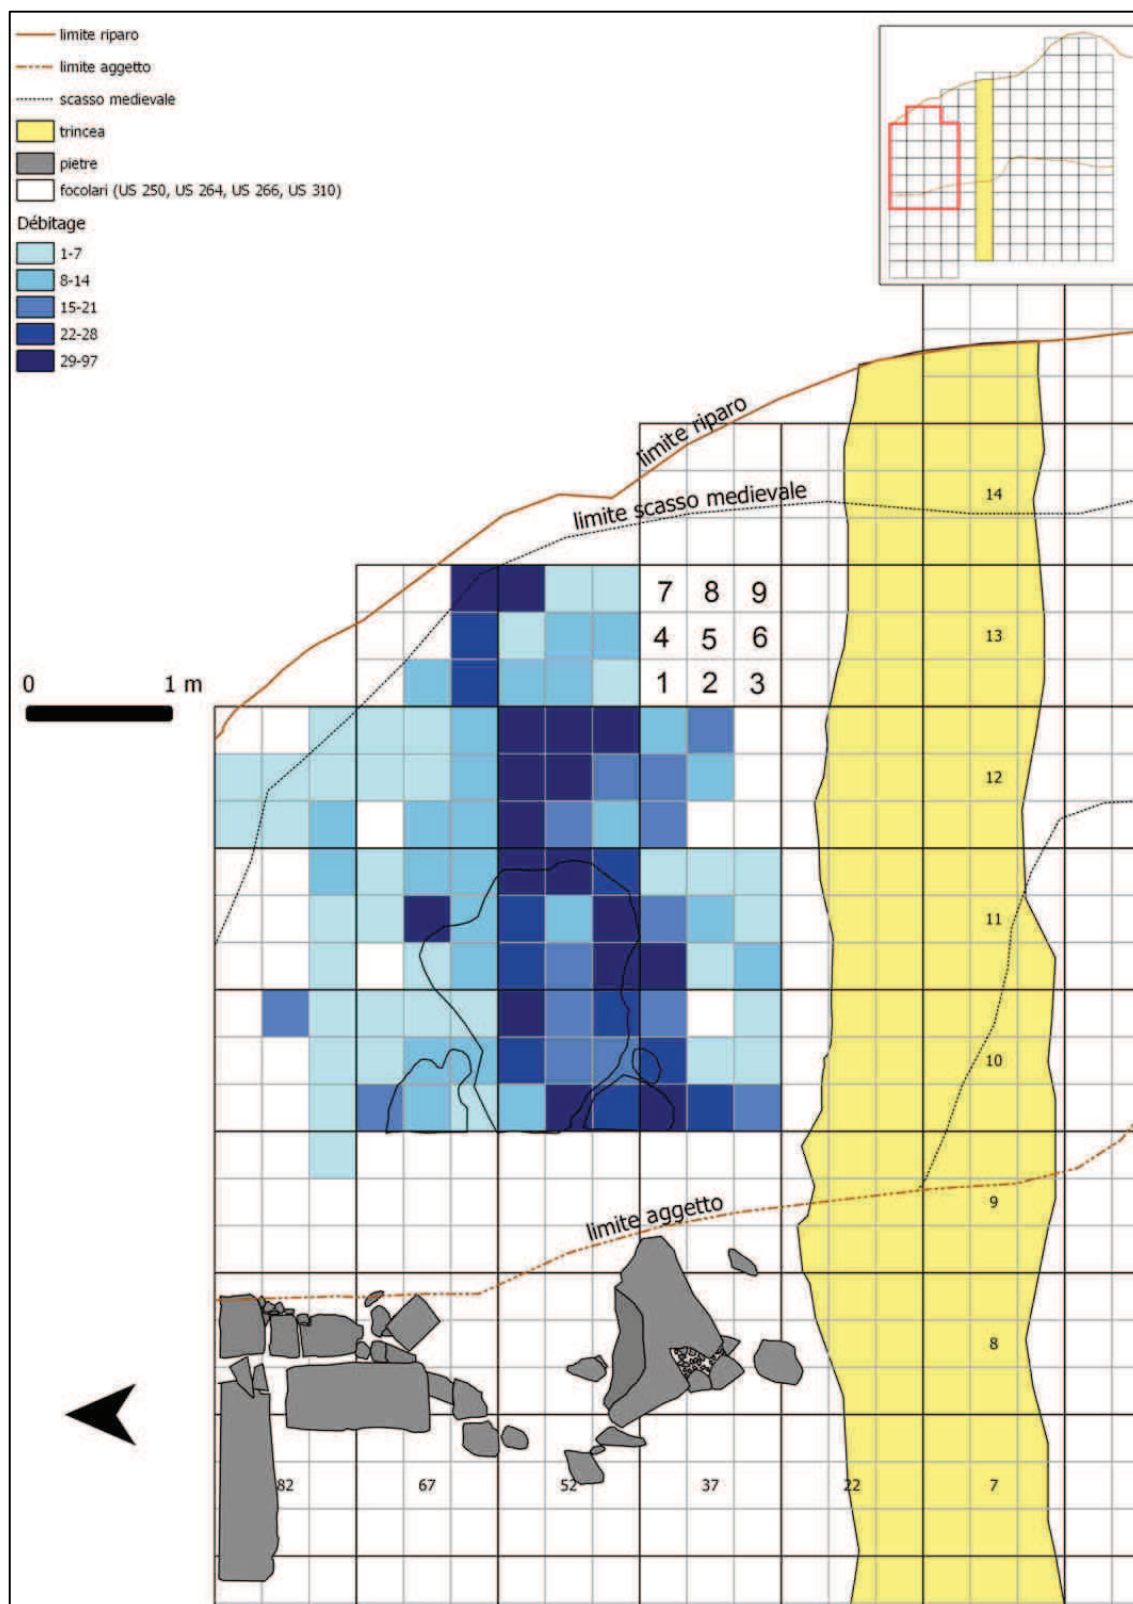 limite riparo
limite aggetto
scasso medievale
trincea
pietre
focolari (US 250, US 264, US 266, US 310)
Débitage
1-7
8-14
15-21
22-28
29-97
limite riparo
limite scasso medievale
14
7 8 9
4 5 6
1 2 3
13
0 1 m
12
11
10
limite aggetto
9
8
82 67 52 37 22 7